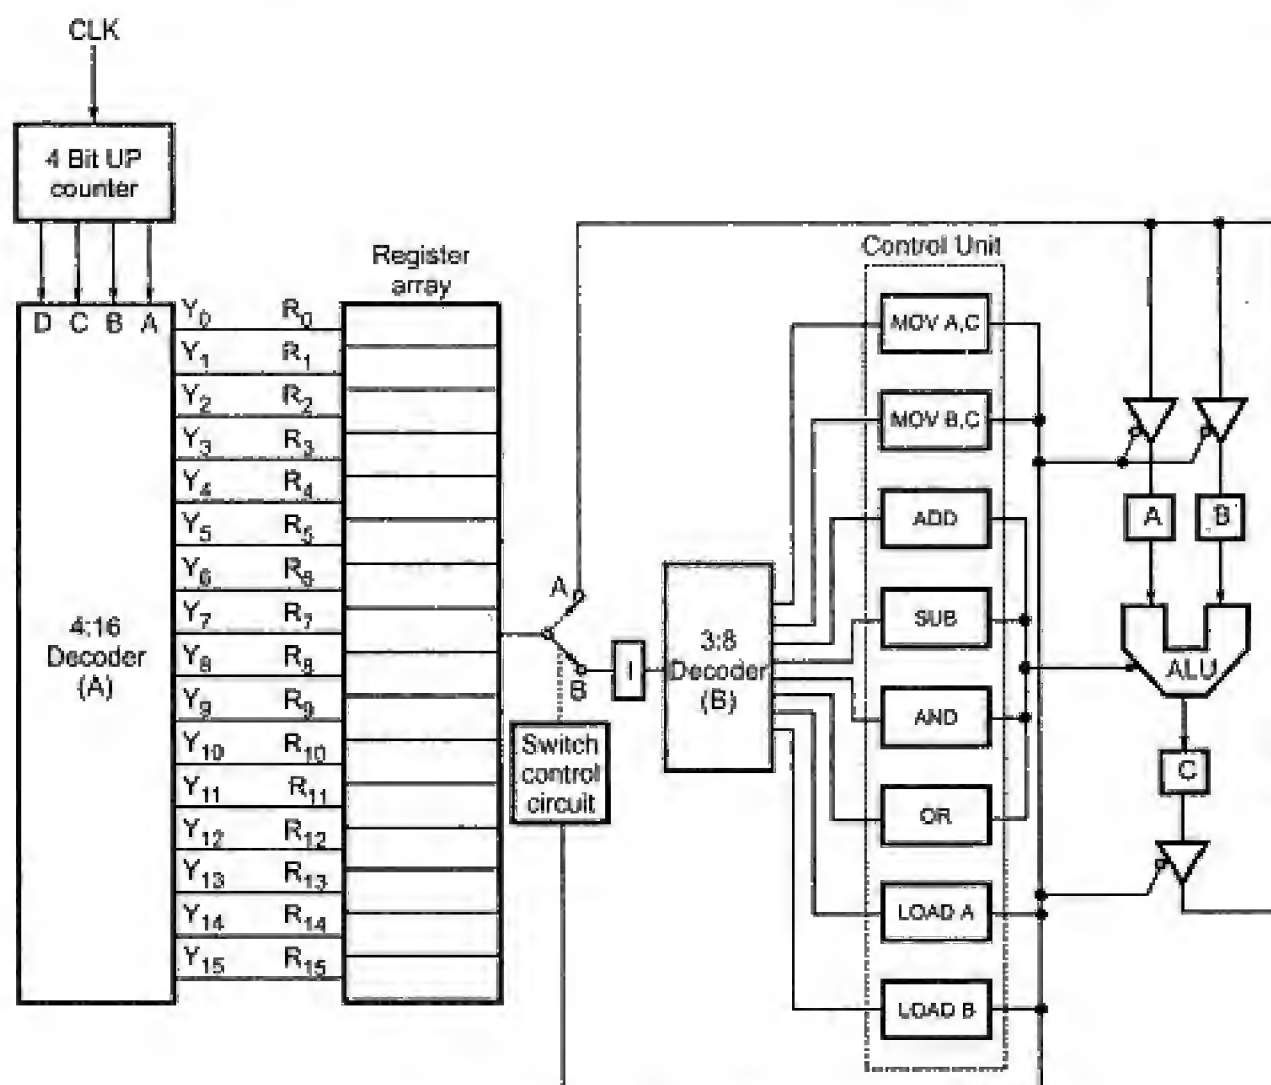 CLK
4 Bit UP
counter
D C B A
4:16
Decoder
(A)
Y0 R0
Y1 R1
Y2 R2
Y3 R3
Y4 R4
Y5 R5
Y6 R6
Y7 R7
Y8 R8
Y9 R9
Y10 R10
Y11 R11
Y12 R12
Y13 R13
Y14 R14
Y15 R15
Register
array
A
B
Switch
control
circuit
I
3:8
Decoder
(B)
Control Unit
MOV A,C
MOV B,C
ADD
SUB
AND
OR
LOAD A
LOAD B
A
B
ALU
C